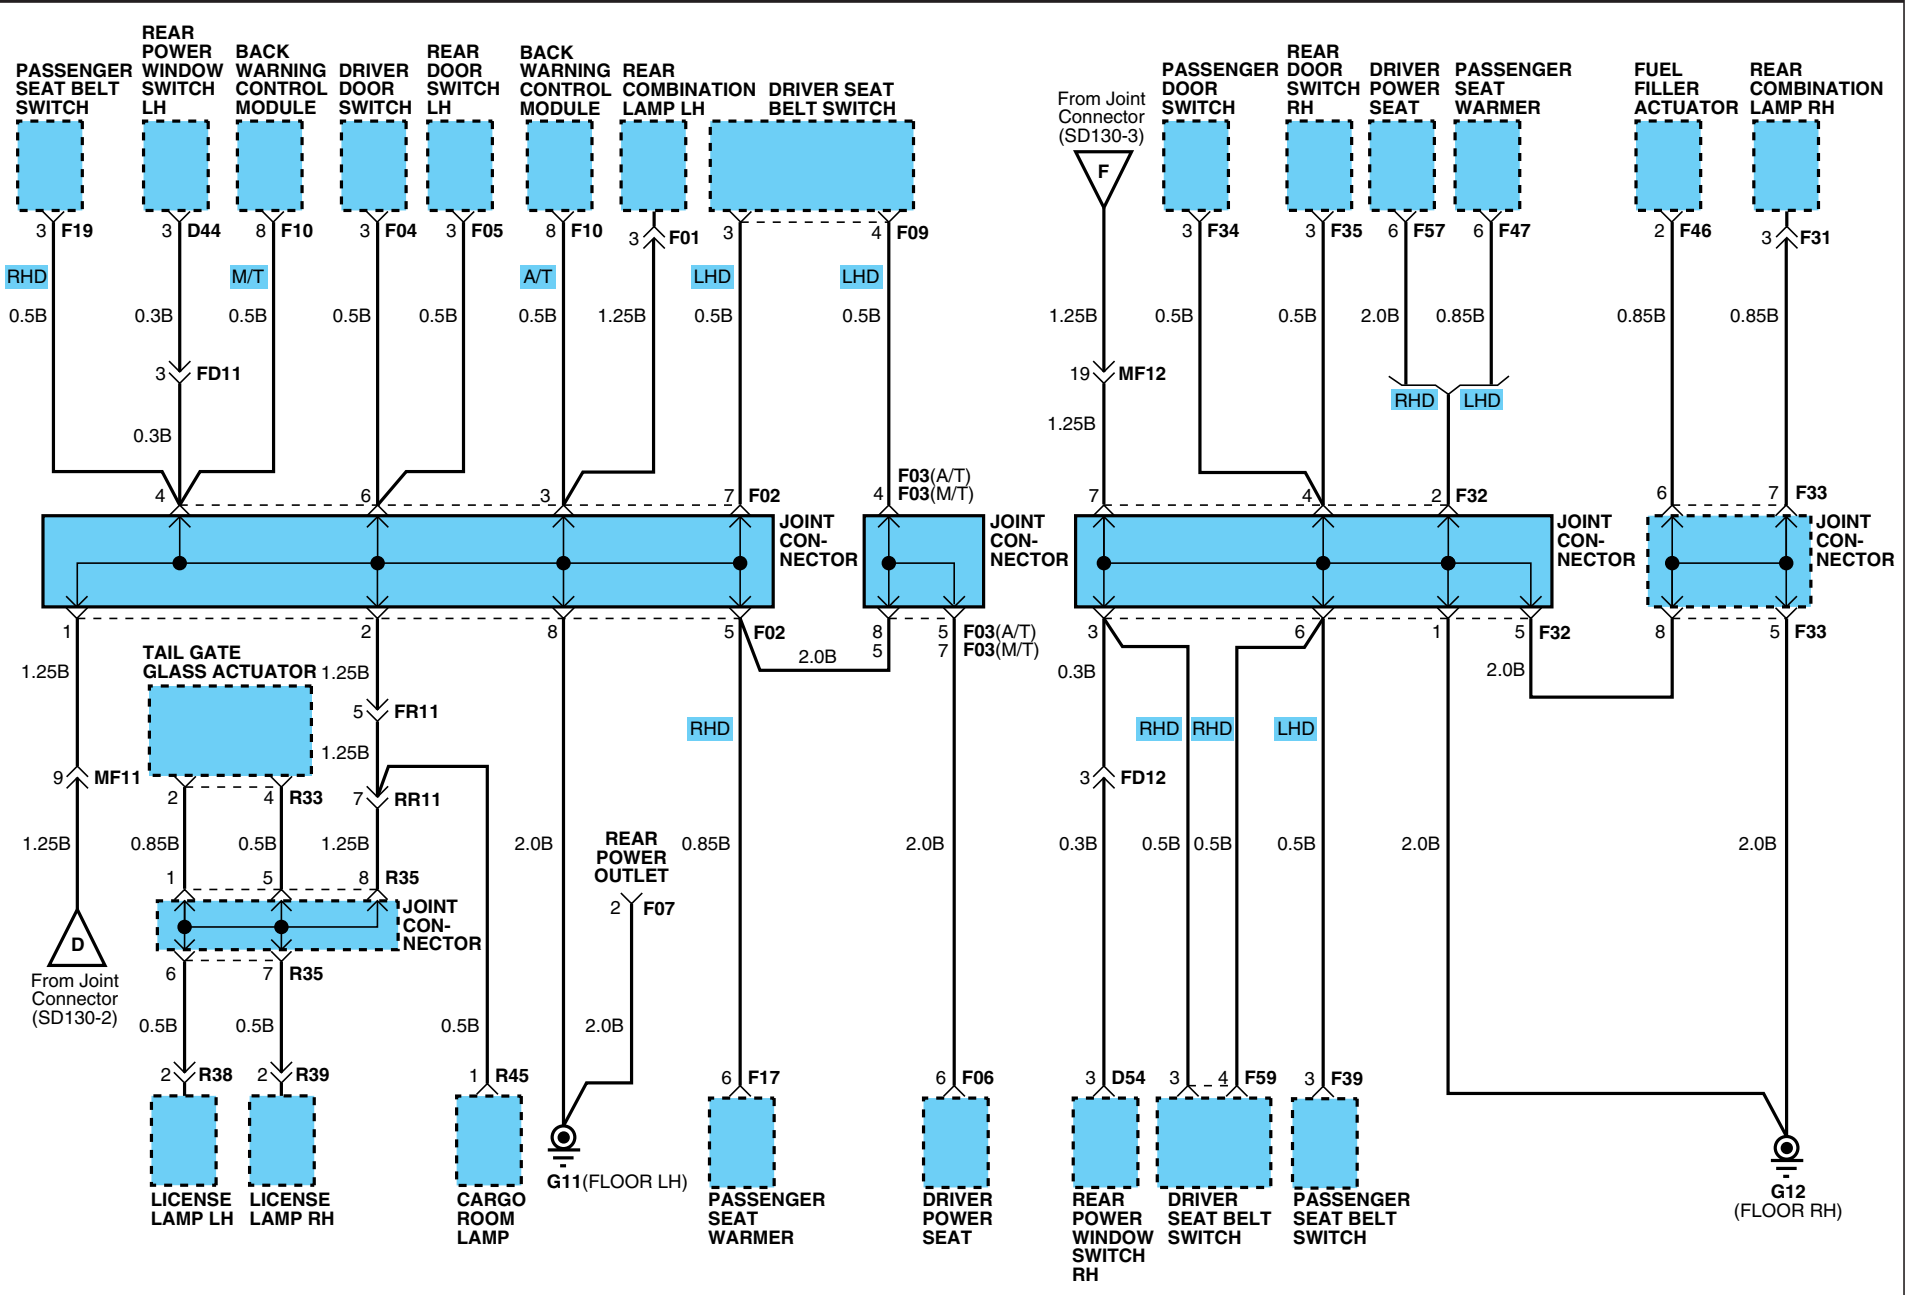 PASSENGER
SEAT BELT
SWITCH
REAR
POWER
WINDOW
SWITCH
LH
BACK
WARNING
CONTROL
MODULE
DRIVER
DOOR
SWITCH
REAR
DOOR
SWITCH
LH
BACK
WARNING
CONTROL
MODULE
REAR
COMBINATION
LAMP LH
DRIVER SEAT
BELT SWITCH
From Joint
Connector
(SD130-3)
F
PASSENGER
DOOR
SWITCH
REAR
DOOR
SWITCH
RH
DRIVER
POWER
SEAT
PASSENGER
SEAT
WARMER
FUEL
FILLER
ACTUATOR
REAR
COMBINATION
LAMP RH
3 F19
3 D44
8 F10
3 F04
3 F05
8 F10
3 F01
3
4 F09
3 F34
3 F35
6 F57
6 F47
2 F46
3 F31
RHD
M/T
A/T
LHD
LHD
0.5B
0.3B
0.5B
0.5B
0.5B
0.5B
1.25B
0.5B
0.5B
1.25B
0.5B
0.5B
2.0B
0.85B
0.85B
0.85B
3 FD11
19 MF12
RHD
LHD
0.3B
1.25B
F03(A/T)
F03(M/T)
4
6
3
7 F02
4
7
4
2 F32
6
7 F33
JOINT
CON-
NECTOR
JOINT
CON-
NECTOR
JOINT
CON-
NECTOR
JOINT
CON-
NECTOR
1
2
8
5 F02
8
5
5 F03(A/T)
7 F03(M/T)
3
6
1
5 F32
8
5 F33
TAIL GATE
GLASS ACTUATOR
1.25B
1.25B
2.0B
0.3B
2.0B
5 FR11
RHD
RHD
RHD
LHD
1.25B
9 MF11
3 FD12
2
4 R33
7 RR11
1.25B
0.85B
0.5B
1.25B
2.0B
REAR
POWER
OUTLET
0.85B
2.0B
0.3B
0.5B
0.5B
0.5B
2.0B
2.0B
1
5
8 R35
2 F07
JOINT
CON-
NECTOR
D
From Joint
Connector
(SD130-2)
6
7 R35
0.5B
0.5B
0.5B
2.0B
2 R38
2 R39
1 R45
6 F17
6 F06
3 D54
3
4 F59
3 F39
G11(FLOOR LH)
G12
(FLOOR RH)
LICENSE
LAMP LH
LICENSE
LAMP RH
CARGO
ROOM
LAMP
PASSENGER
SEAT
WARMER
DRIVER
POWER
SEAT
REAR
POWER
WINDOW
SWITCH
RH
DRIVER
SEAT BELT
SWITCH
PASSENGER
SEAT BELT
SWITCH